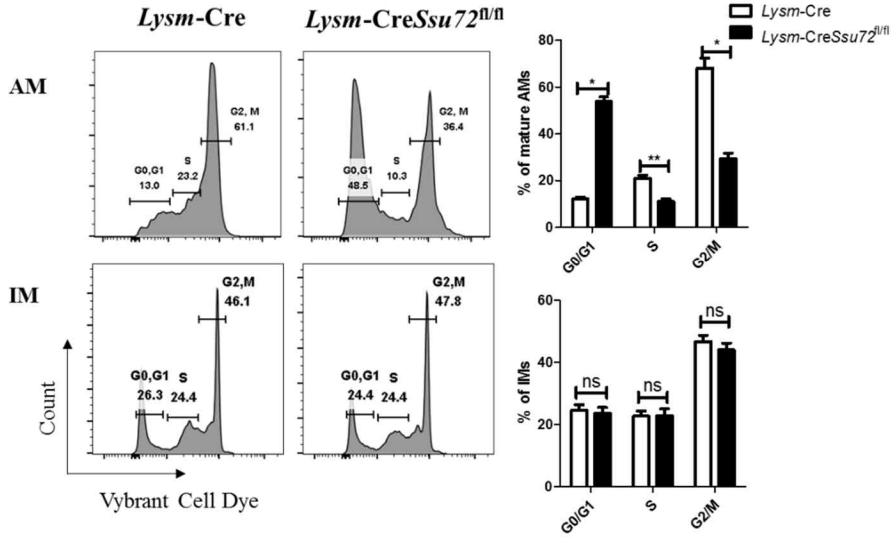 Lysm-Cre
Lysm-CreSsu72fl/fl
AM
G2, M
61.1
S
23.2
G0,G1
13.0
G2, M
36.4
S
10.3
G0,G1
48.5
IM
G2,M
46.1
G0,G1
26.3
S
24.4
G2,M
47.8
G0,G1
24.4
S
24.4
Count
Vybrant Cell Dye
Lysm-Cre
Lysm-CreSsu72fl/fl
% of mature AMs
80
60
40
20
0
*
**
*
G0/G1
S
G2/M
% of IMs
60
40
20
0
ns
ns
ns
G0/G1
S
G2/M